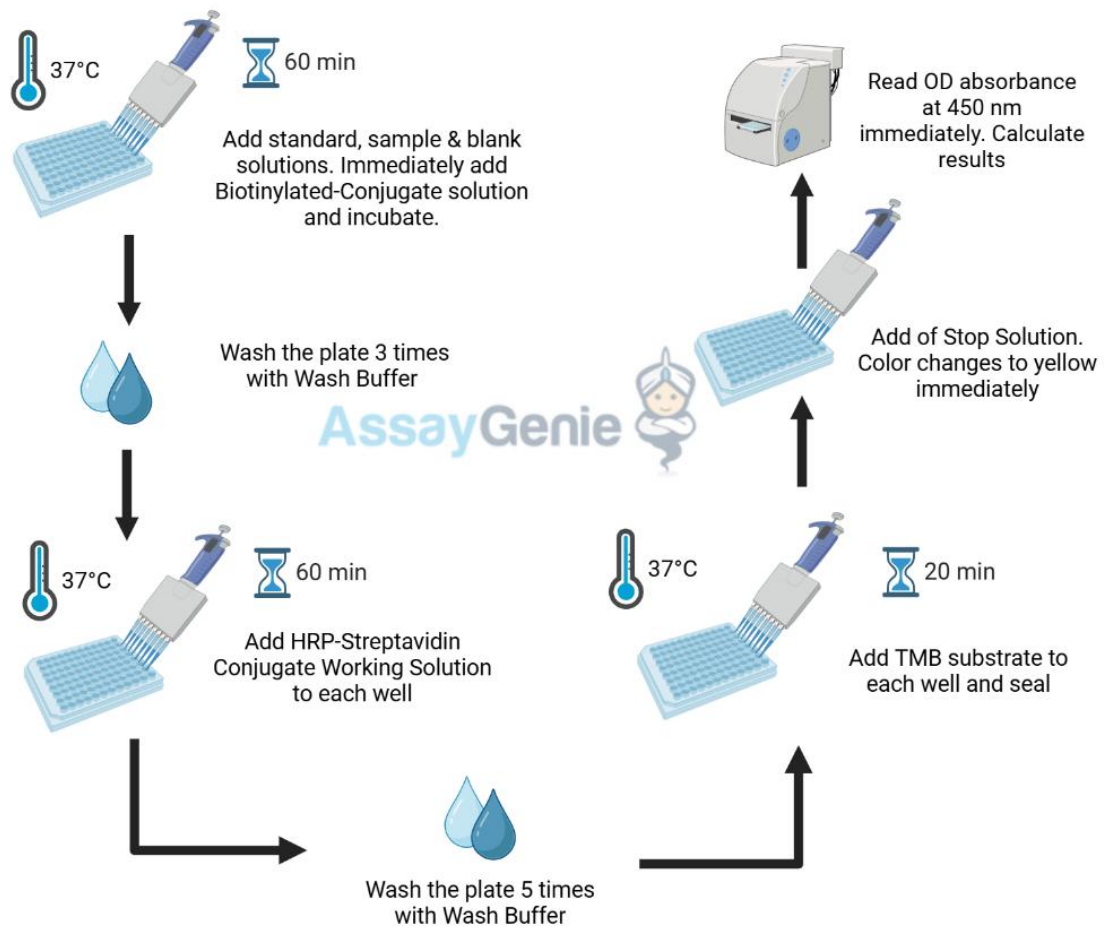 37°C
60 min
Add standard, sample & blank
solutions. Immediately add
Biotinylated-Conjugate solution
and incubate.
Wash the plate 3 times
with Wash Buffer
37°C
60 min
Add HRP-Streptavidin
Conjugate Working Solution
to each well
Wash the plate 5 times
with Wash Buffer
37°C
20 min
Add TMB substrate to
each well and seal
Add of Stop Solution.
Color changes to yellow
immediately
Read OD absorbance
at 450 nm
immediately. Calculate
results
AssayGenie